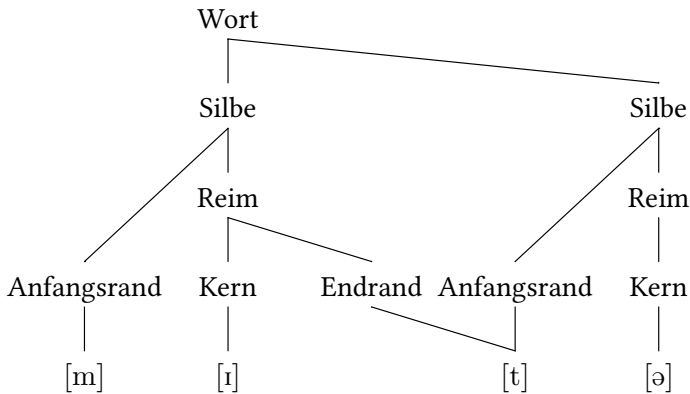 Wort
Silbe Silbe
Reim Reim
Anfangsrand Kern Endrand Anfangsrand Kern
[m] [ɪ] [t] [ə]